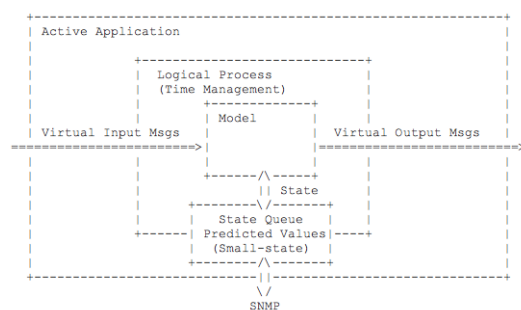 Active Application
Logical Process
(Time Management)
Model
Virtual Input Msgs
Virtual Output Msgs
State
State Queue
Predicted Values
(Small-state)
SNMP